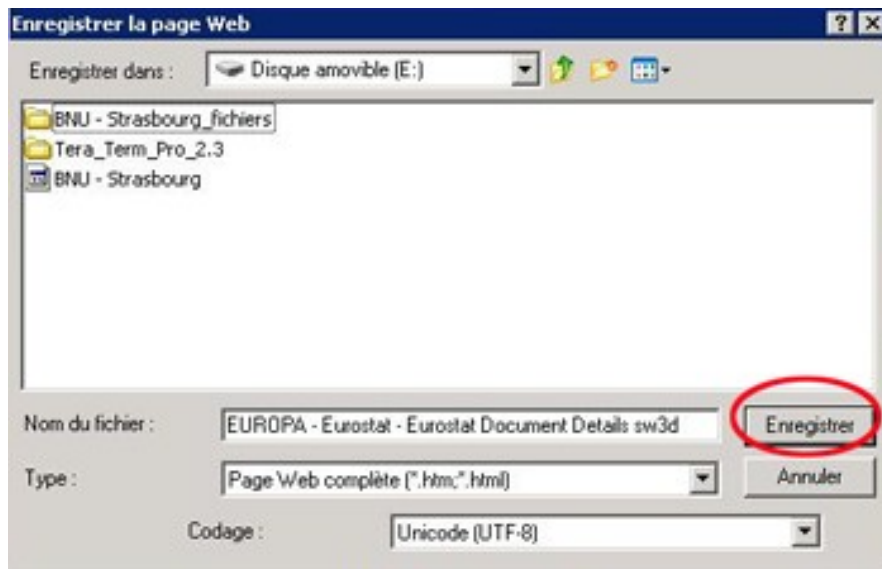 Enregistrer la page Web
Enregistrer dans : Disque amovible (E:)
BNU - Strasbourg_fichiers
Tera_Term_Pro_2.3
BNU - Strasbourg
Nom du fichier : EUROPA - Eurostat - Eurostat Document Details sw3d Enregistrer
Type : Page Web complète (*.htm;*.html) Annuler
Codage : Unicode (UTF-8)